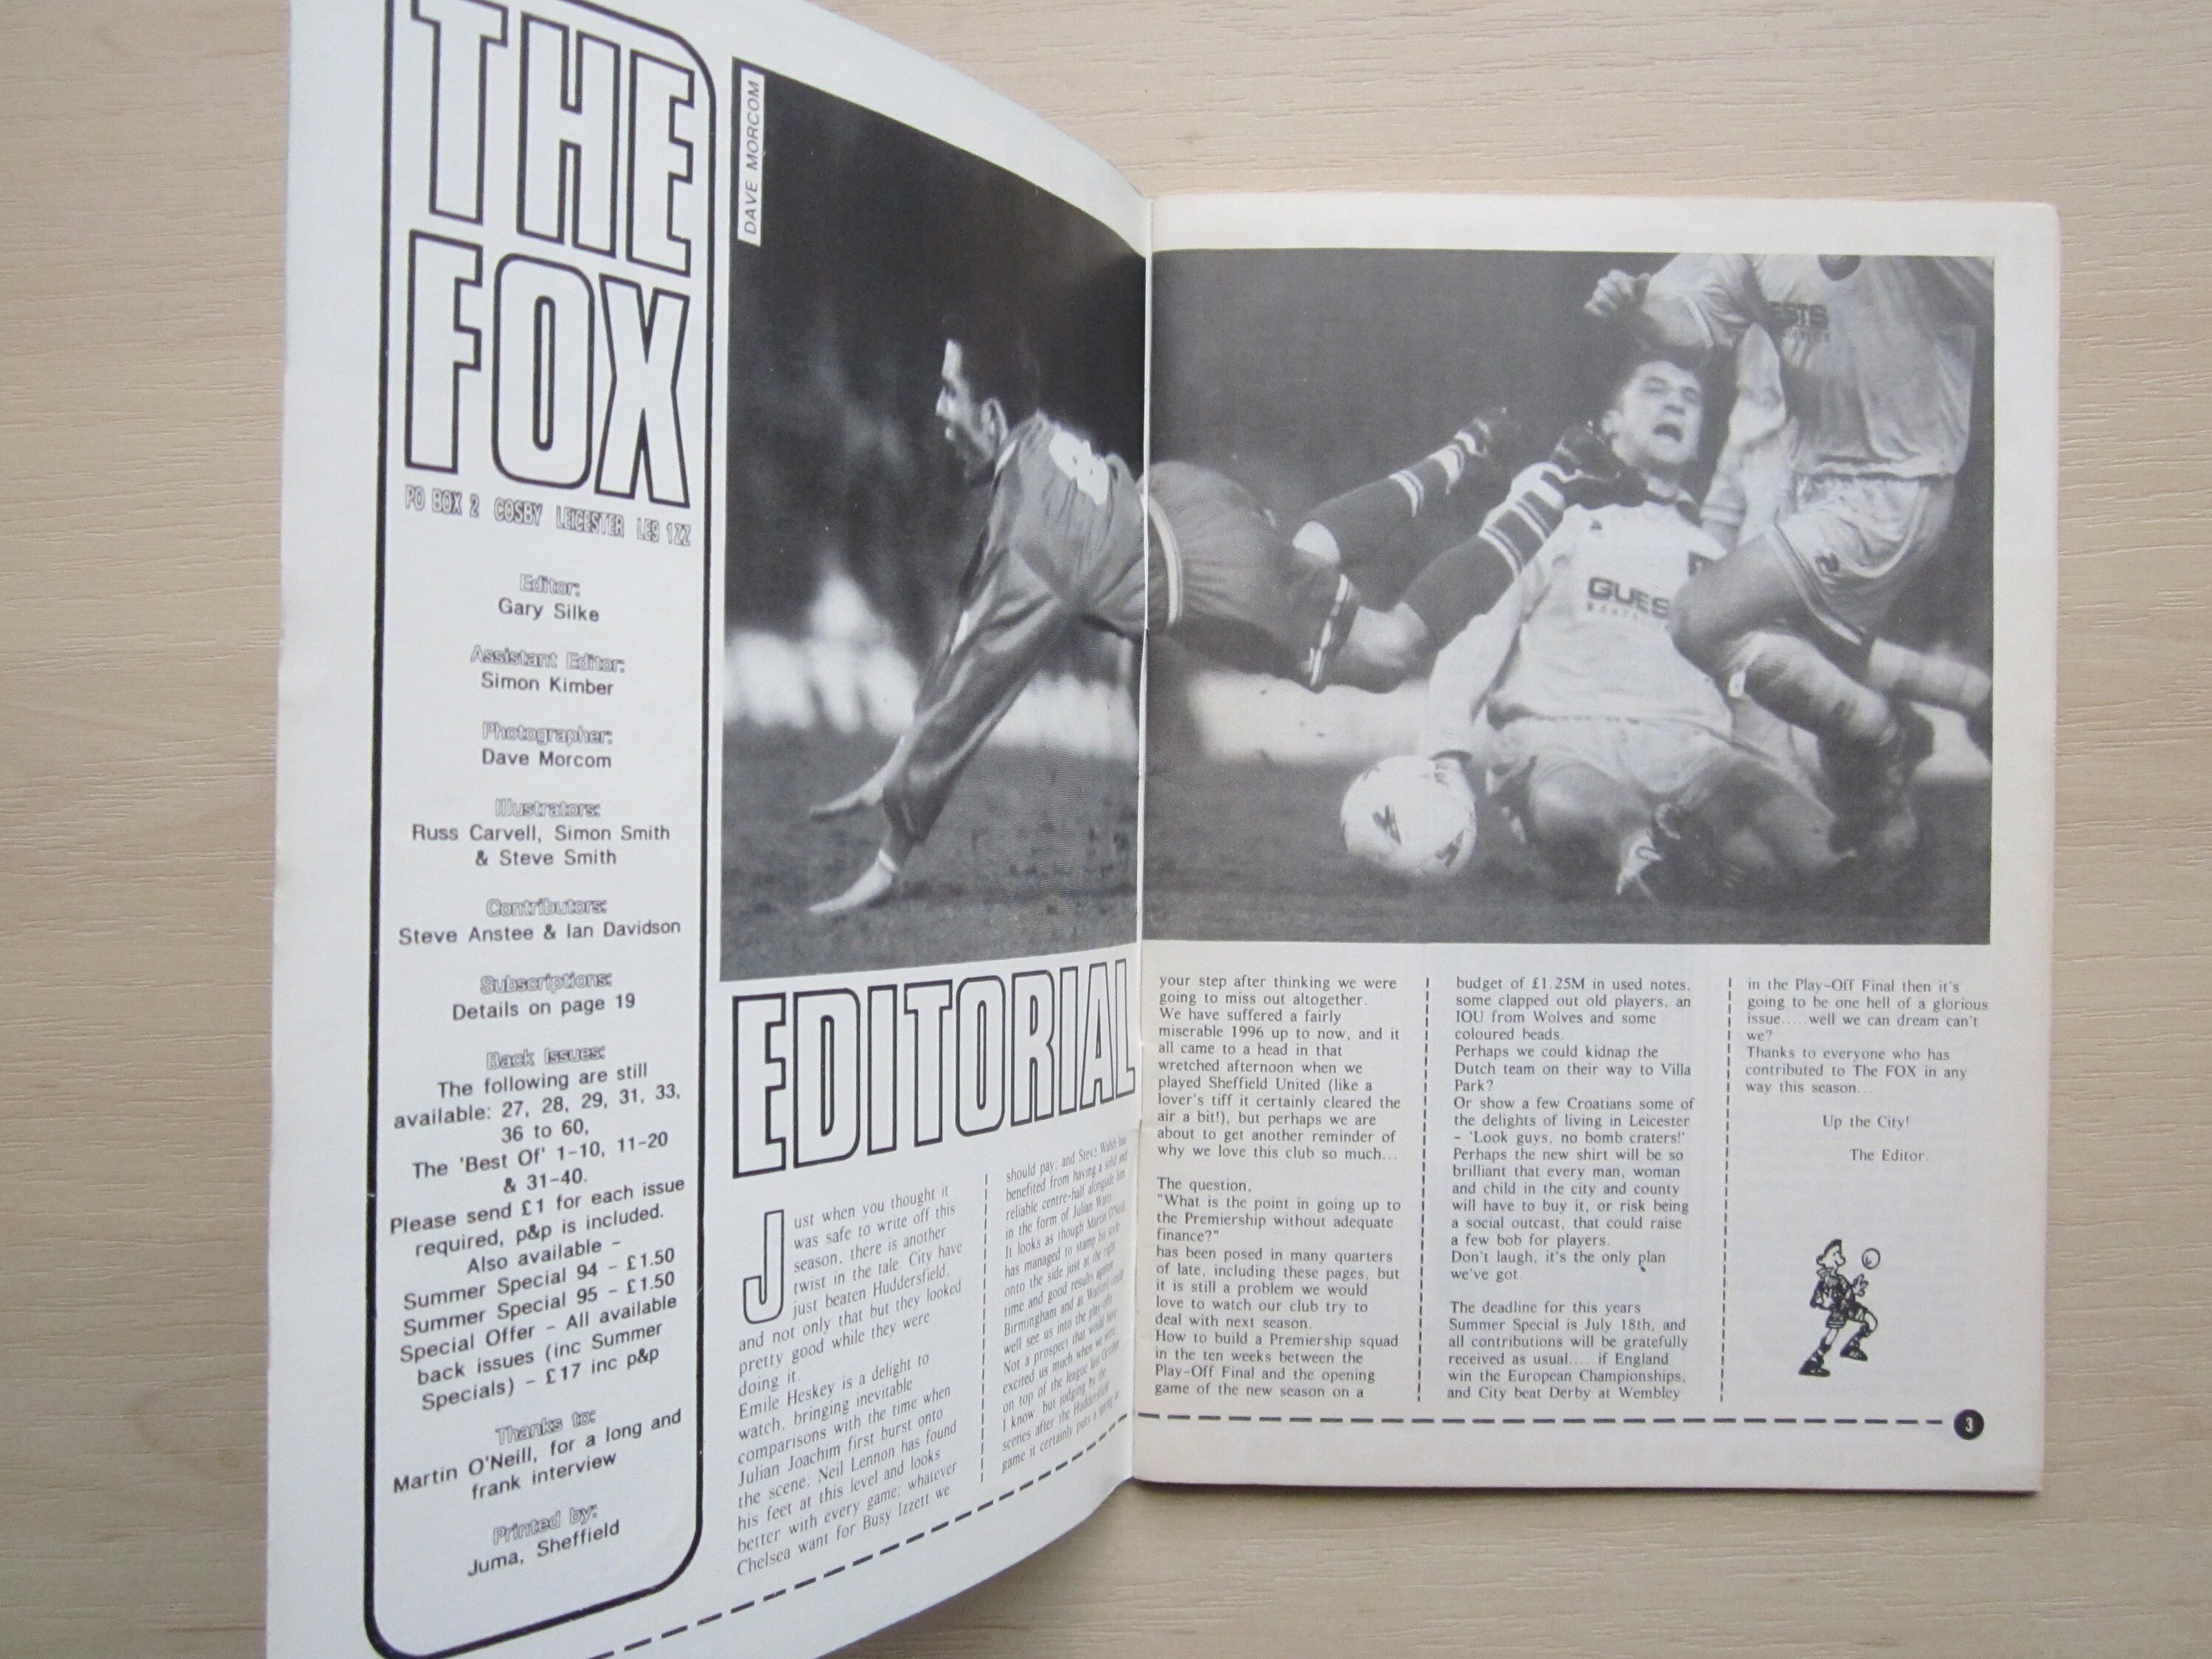 THE
FOX
PO BOX 2 COSBY LEICESTER LE9 1ZZ
Editor:
Gary Silke
Assistant Editor:
Simon Kimber
Photographer:
Dave Morcom
Illustrators:
Russ Carvell, Simon Smith
& Steve Smith
Contributors:
Steve Anstee & Ian Davidson
Subscriptions:
Details on page 19
Back Issues:
The following are still
available: 27, 28, 29, 31, 33,
36 to 60,
The 'Best Of' 1-10, 11-20
& 31-40.
Please send £1 for each issue
required, p&p is included.
Also available -
Summer Special 94 - £1.50
Summer Special 95 - £1.50
Special Offer - All available
back issues (inc Summer
Specials) - £17 inc p&p
Thanks to:
Martin O'Neill, for a long and
frank interview
Printed by:
Juma, Sheffield
DAVE MORCOM
8
ESTS
GUES
EDITORIAL
Just when you thought it
was safe to write off this
season, there is another
twist in the tale. City have
just beaten Huddersfield,
and not only that but they looked
pretty good while they were
doing it.
Emile Heskey is a delight to
watch, bringing inevitable
comparisons with the time when
Julian Joachim first burst onto
the scene; Neil Lennon has found
his feet at this level and looks
better with every game; whatever
Chelsea want for Busy Izzett we
should pay; and Steve Walsh has
benefited from having a solid and
reliable centre-half alongside him
in the form of Julian Watts.
It looks as though Martin O'Neill
has managed to stamp his style
onto the side just at the right
time and good results against
Birmingham and at Watford could
well see us into the play-offs.
Not a prospect that would have
excited us much when we were
on top of the league last October
I know, but judging by the
scenes after the Huddersfield
game it certainly puts a spring in
your step after thinking we were
going to miss out altogether.
We have suffered a fairly
miserable 1996 up to now, and it
all came to a head in that
wretched afternoon when we
played Sheffield United (like a
lover's tiff it certainly cleared the
air a bit!), but perhaps we are
about to get another reminder of
why we love this club so much...
The question,
"What is the point in going up to
the Premiership without adequate
finance?"
has been posed in many quarters
of late, including these pages, but
it is still a problem we would
love to watch our club try to
deal with next season.
How to build a Premiership squad
in the ten weeks between the
Play-Off Final and the opening
game of the new season on a
budget of £1.25M in used notes,
some clapped out old players, an
IOU from Wolves and some
coloured beads.
Perhaps we could kidnap the
Dutch team on their way to Villa
Park?
Or show a few Croatians some of
the delights of living in Leicester
- 'Look guys, no bomb craters!'
Perhaps the new shirt will be so
brilliant that every man, woman
and child in the city and county
will have to buy it, or risk being
a social outcast, that could raise
a few bob for players.
Don't laugh, it's the only plan
we've got.
The deadline for this years
Summer Special is July 18th, and
all contributions will be gratefully
received as usual.... if England
win the European Championships,
and City beat Derby at Wembley
in the Play-Off Final then it's
going to be one hell of a glorious
issue.....well we can dream can't
we?
Thanks to everyone who has
contributed to The FOX in any
way this season...
Up the City!
The Editor.
3